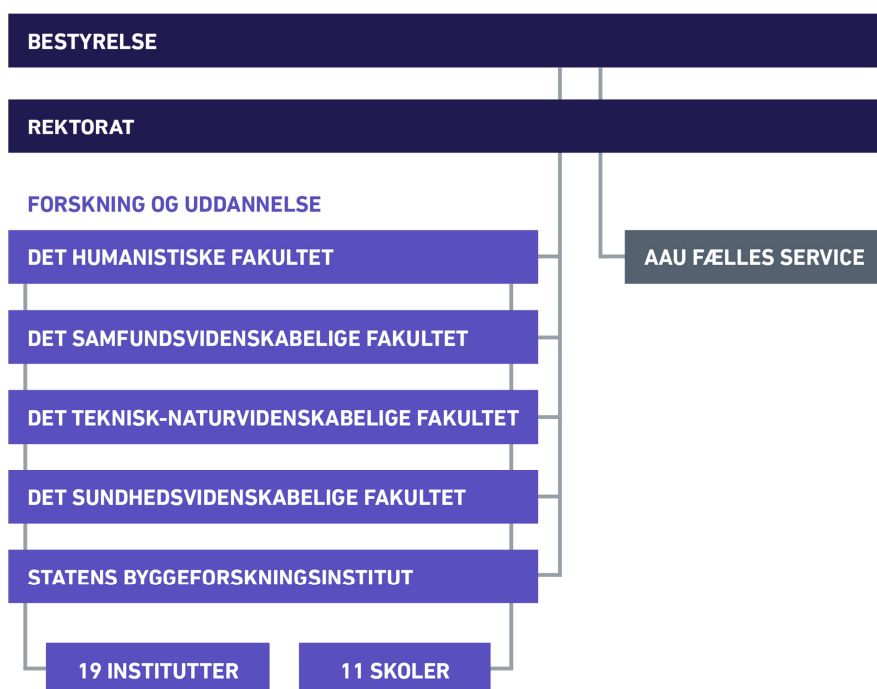 BESTYRELSE
REKTORAT
FORSKNING OG UDDANNELSE
DET HUMANISTISKE FAKULTET
AAU FÆLLES SERVICE
DET SAMFUNDSVIDENSKABELIGE FAKULTET
DET TEKNISK-NATURVIDENSKABELIGE FAKULTET
DET SUNDHEDSVIDENSKABELIGE FAKULTET
STATENS BYGGEFORSKNINGSINSTITUT
19 INSTITUTTER
11 SKOLER